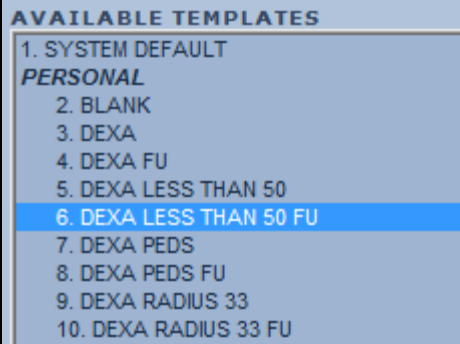 AVAILABLE TEMPLATES
1. SYSTEM DEFAULT
PERSONAL
2. BLANK
3. DEXA
4. DEXA FU
5. DEXA LESS THAN 50
6. DEXA LESS THAN 50 FU
7. DEXA PEDS
8. DEXA PEDS FU
9. DEXA RADIUS 33
10. DEXA RADIUS 33 FU